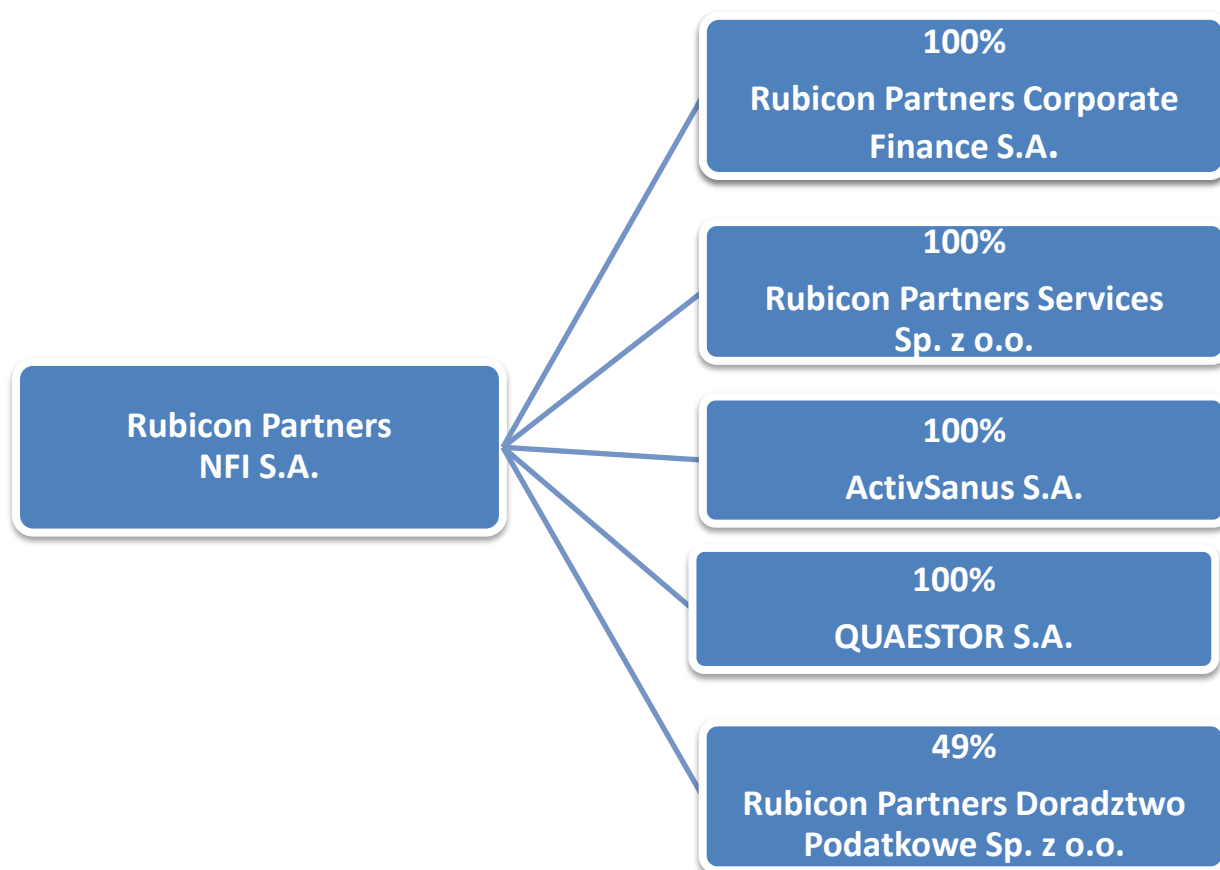 100%
Rubicon Partners Corporate
Finance S.A.
100%
Rubicon Partners Services
Sp. z o.o.
Rubicon Partners
NFI S.A.
100%
ActivSanus S.A.
100%
QUAESTOR S.A.
49%
Rubicon Partners Doradztwo
Podatkowe Sp. z o.o.